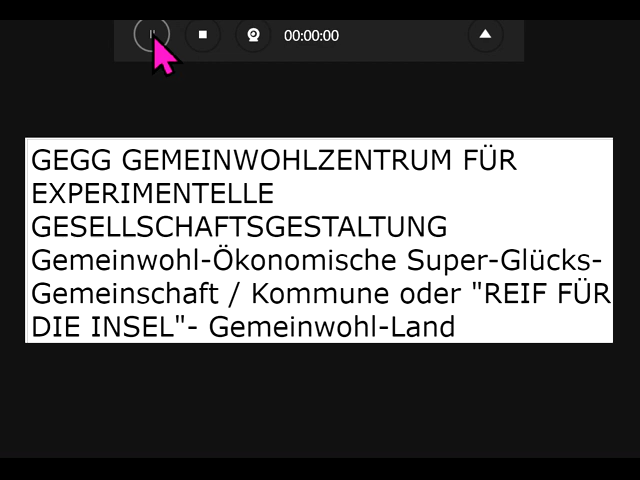 00:00:00
GEGG GEMEINWOHLZENTRUM FÜR
EXPERIMENTELLE
GESELLSCHAFTSGESTALTUNG
Gemeinwohl-Ökonomische Super-Glücks-
Gemeinschaft / Kommune oder "REIF FÜR
DIE INSEL"- Gemeinwohl-Land